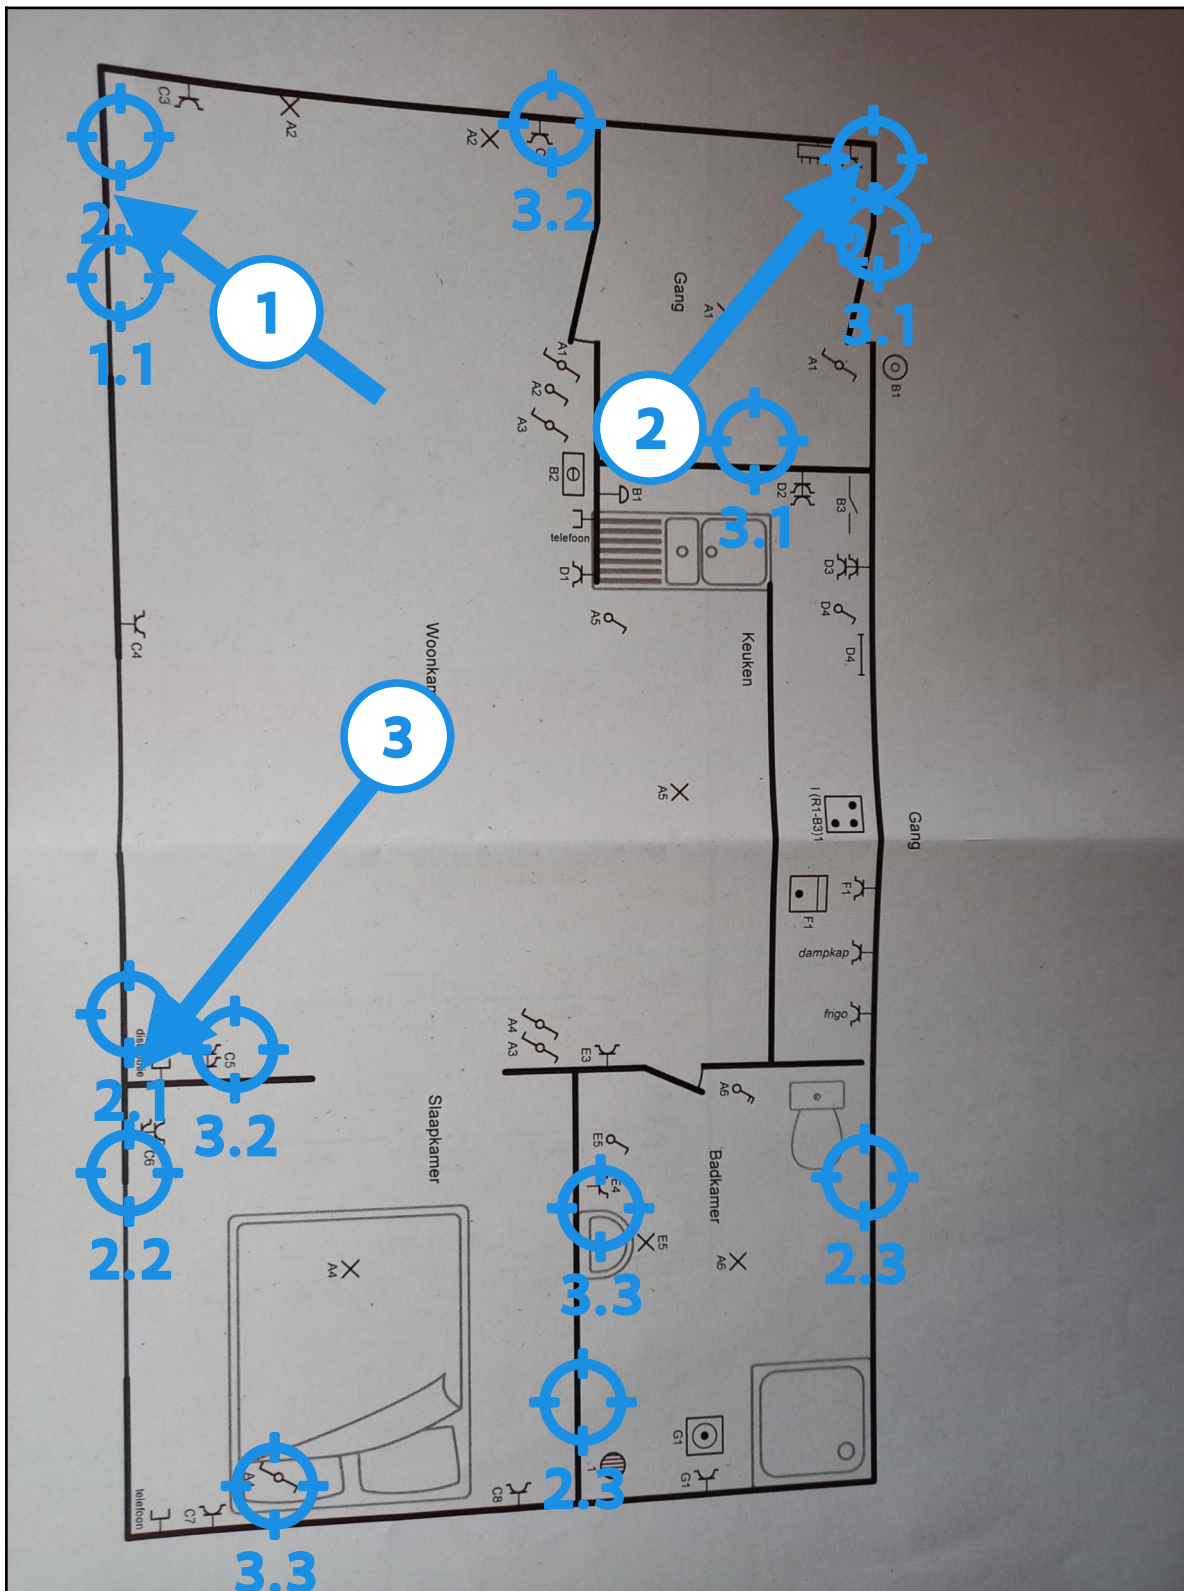 C3
A2
A2
3.2
2.1
3.1
1
1.1
Gang
A1
A1
A1
B1
A2
A3
2
B2
B1
telefoon
D1
D2
3.1
B3
D3
D4
D4
A5
C4
Keuken
3
A5
I (R1-B3)1
Gang
F1
F1
dampkap
frigo
A4
A3
E3
C5
2.1
3.2
A6
C6
2.2
Slaapkamer
E5
E4
Badkamer
E5
A6
2.3
3.3
A4
2.3
G1
G1
C8
C7
telefoon
3.3